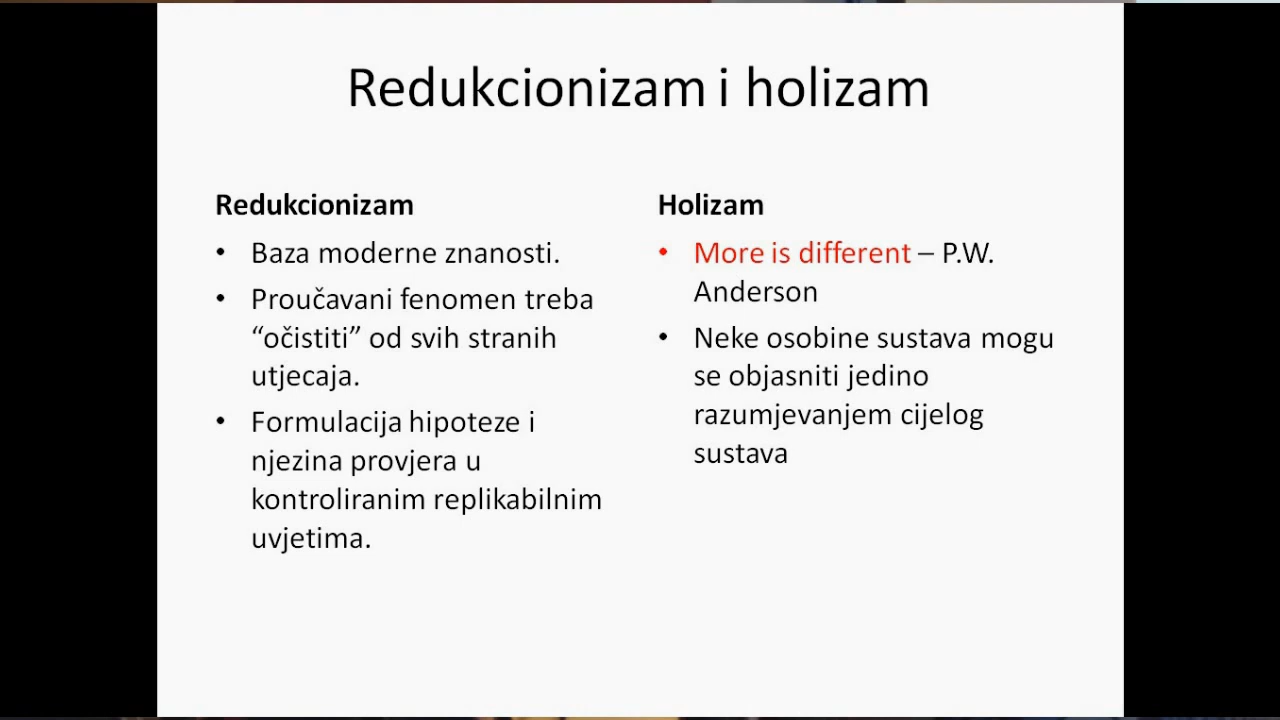 Redukcionizam i holizam
Redukcionizam
• Baza moderne znanosti.
• Proučavani fenomen treba
“očistiti” od svih stranih
utjecaja.
• Formulacija hipoteze i
njezina provjera u
kontroliranim replikabilnim
uvjetima.
Holizam
• More is different – P.W.
Anderson
• Neke osobine sustava mogu
se objasniti jedino
razumjevanjem cijelog
sustava